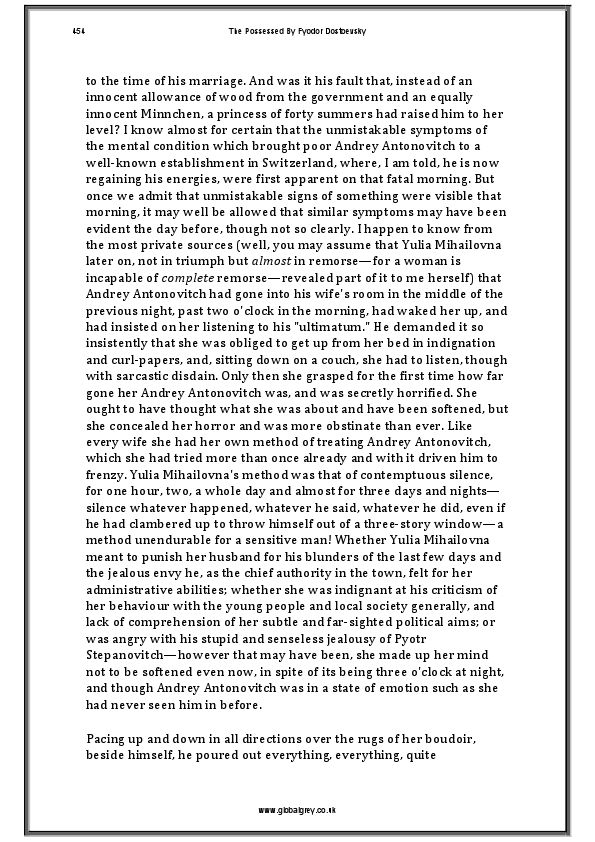 454
The Possessed By Fyodor Dostoevsky
to the time of his marriage. And was it his fault that, instead of an
innocent allowance of wood from the government and an equally
innocent Minnchen, a princess of forty summers had raised him to her
level? I know almost for certain that the unmistakable symptoms of
the mental condition which brought poor Andrey Antonovitch to a
well-known establishment in Switzerland, where, I am told, he is now
regaining his energies, were first apparent on that fatal morning. But
once we admit that unmistakable signs of something were visible that
morning, it may well be allowed that similar symptoms may have been
evident the day before, though not so clearly. I happen to know from
the most private sources (well, you may assume that Yulia Mihailovna
later on, not in triumph but almost in remorse—for a woman is
incapable of complete remorse—revealed part of it to me herself) that
Andrey Antonovitch had gone into his wife's room in the middle of the
previous night, past two o'clock in the morning, had waked her up, and
had insisted on her listening to his "ultimatum." He demanded it so
insistently that she was obliged to get up from her bed in indignation
and curl-papers, and, sitting down on a couch, she had to listen, though
with sarcastic disdain. Only then she grasped for the first time how far
gone her Andrey Antonovitch was, and was secretly horrified. She
ought to have thought what she was about and have been softened, but
she concealed her horror and was more obstinate than ever. Like
every wife she had her own method of treating Andrey Antonovitch,
which she had tried more than once already and with it driven him to
frenzy. Yulia Mihailovna's method was that of contemptuous silence,
for one hour, two, a whole day and almost for three days and nights—
silence whatever happened, whatever he said, whatever he did, even if
he had clambered up to throw himself out of a three-story window—a
method unendurable for a sensitive man! Whether Yulia Mihailovna
meant to punish her husband for his blunders of the last few days and
the jealous envy he, as the chief authority in the town, felt for her
administrative abilities; whether she was indignant at his criticism of
her behaviour with the young people and local society generally, and
lack of comprehension of her subtle and far-sighted political aims; or
was angry with his stupid and senseless jealousy of Pyotr
Stepanovitch—however that may have been, she made up her mind
not to be softened even now, in spite of its being three o'clock at night,
and though Andrey Antonovitch was in a state of emotion such as she
had never seen him in before.
Pacing up and down in all directions over the rugs of her boudoir,
beside himself, he poured out everything, everything, quite
www.globalgrey.co.uk